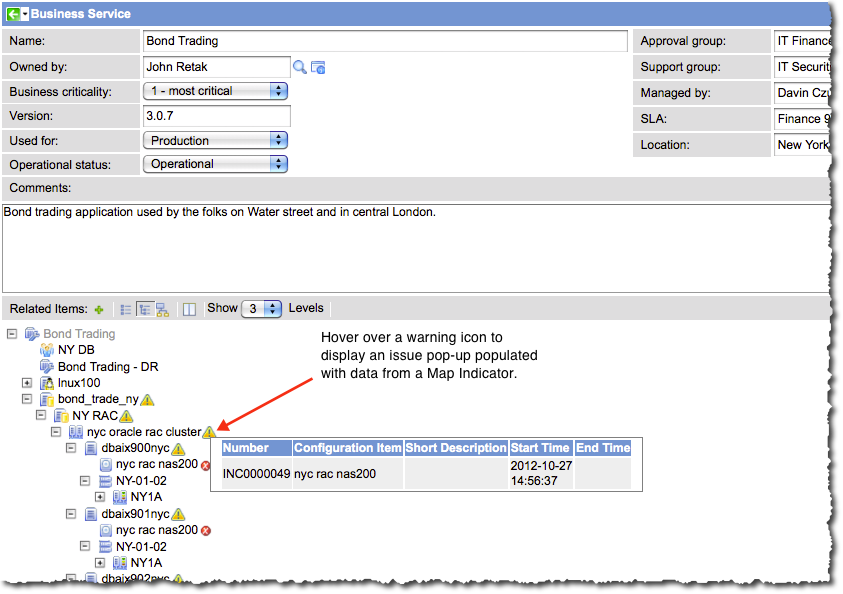 Business Service
Name: Bond Trading Approval group: IT Finance
Owned by: John Retak Support group: IT Securit
Business criticality: 1 - most critical Managed by: Davin Cz
Version: 3.0.7 SLA: Finance 9
Used for: Production Location: New York
Operational status: Operational
Comments:
Bond trading application used by the folks on Water street and in central London.
Related Items: Show 3 Levels
Bond Trading
NY DB
Bond Trading - DR
lnux100
bond_trade_ny
NY RAC
nyc oracle rac cluster
Hover over a warning icon to
display an issue pop-up populated
with data from a Map Indicator.
Number Configuration Item Short Description Start Time End Time
INC0000049 nyc rac nas200 2012-10-27
14:56:37
dbaix900nyc
nyc rac nas200
NY-01-02
NY1A
dbaix901nyc
nyc rac nas200
NY-01-02
NY1A
dbaix902nyc